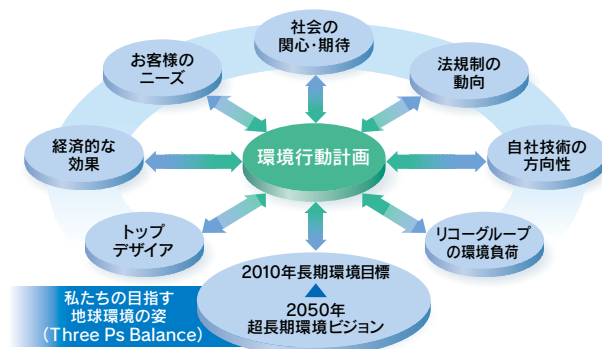 社会の
関心・期待
お客様の
ニーズ
法規制の
動向
経済的な
効果
環境行動計画
自社技術の
方向性
トップ
デザイア
リコーグループ
の環境負荷
2010年長期環境目標
2050年
超長期環境ビジョン
私たちの目指す
地球環境の姿
(Three Ps Balance)